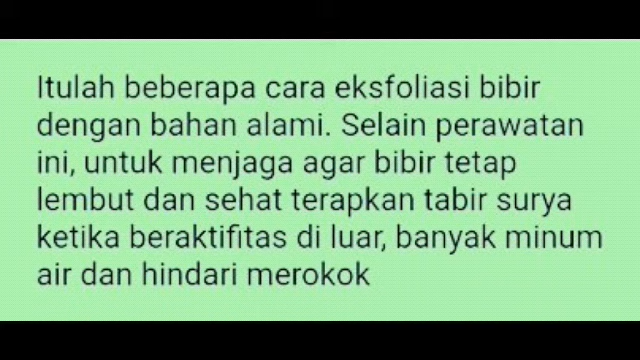 Itulah beberapa cara eksfoliasi bibir
dengan bahan alami. Selain perawatan
ini, untuk menjaga agar bibir tetap
lembut dan sehat terapkan tabir surya
ketika beraktifitas di luar, banyak minum
air dan hindari merokok